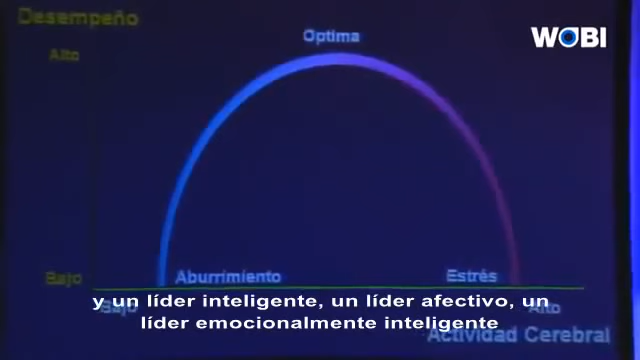 Desempeño
WOBI
Optima
Alto
Bajo
Aburrimiento
Estrés
y un líder inteligente, un líder afectivo, un
Bajo
Alto
líder emocionalmente inteligente
Actividad Cerebral